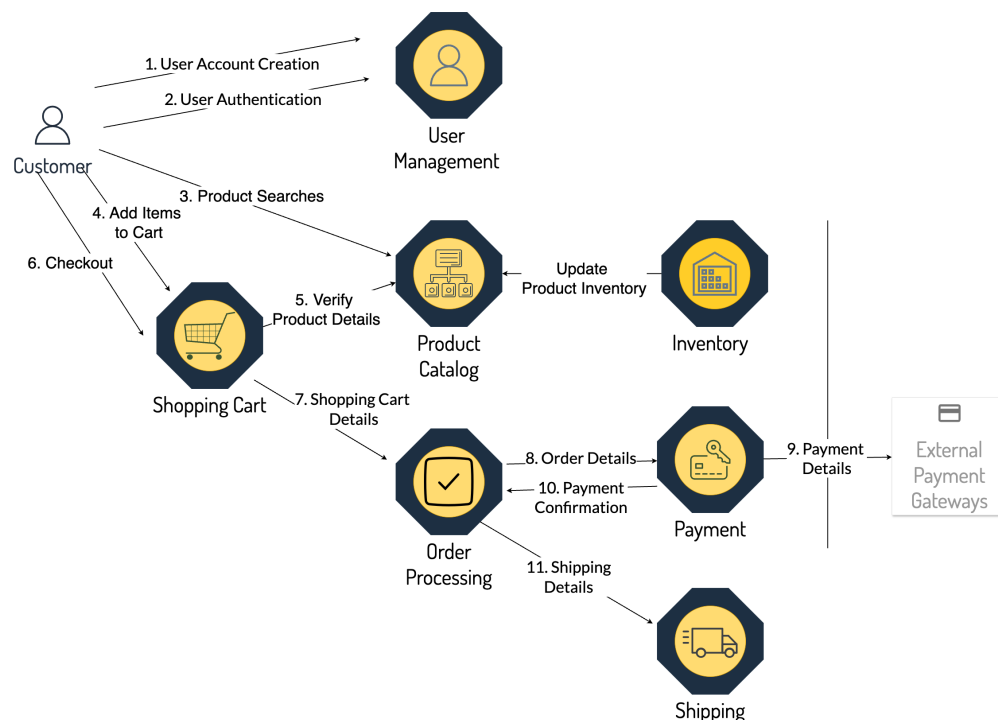 1. User Account Creation
2. User Authentication
User
Management
Customer
3. Product Searches
4. Add Items
to Cart
6. Checkout
5. Verify
Product Details
Update
Product Inventory
Product
Catalog
Inventory
Shopping Cart
7. Shopping Cart
Details
8. Order Details
9. Payment
Details
10. Payment
Confirmation
External
Payment
Gateways
Payment
Order
Processing
11. Shipping
Details
Shipping